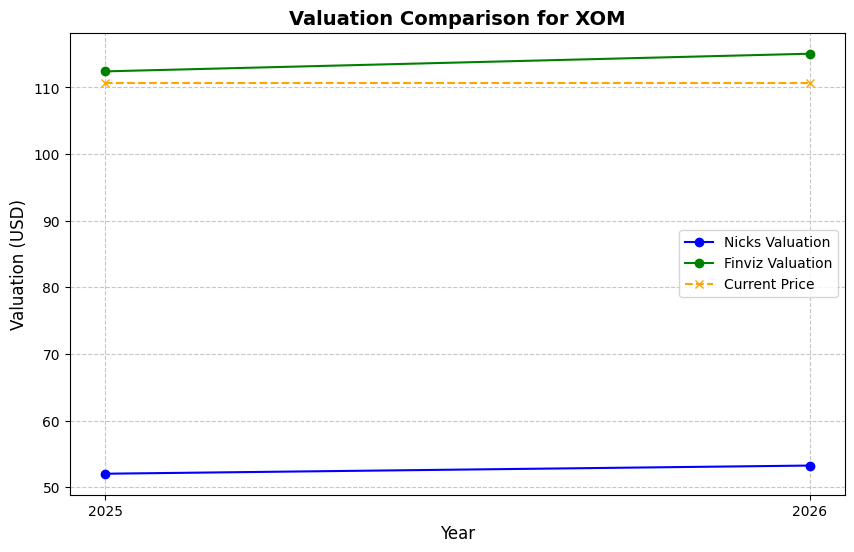 Valuation Comparison for XOM
Valuation (USD)
110
100
90
80
70
60
50
Nicks Valuation
Finviz Valuation
Current Price
2025
2026
Year